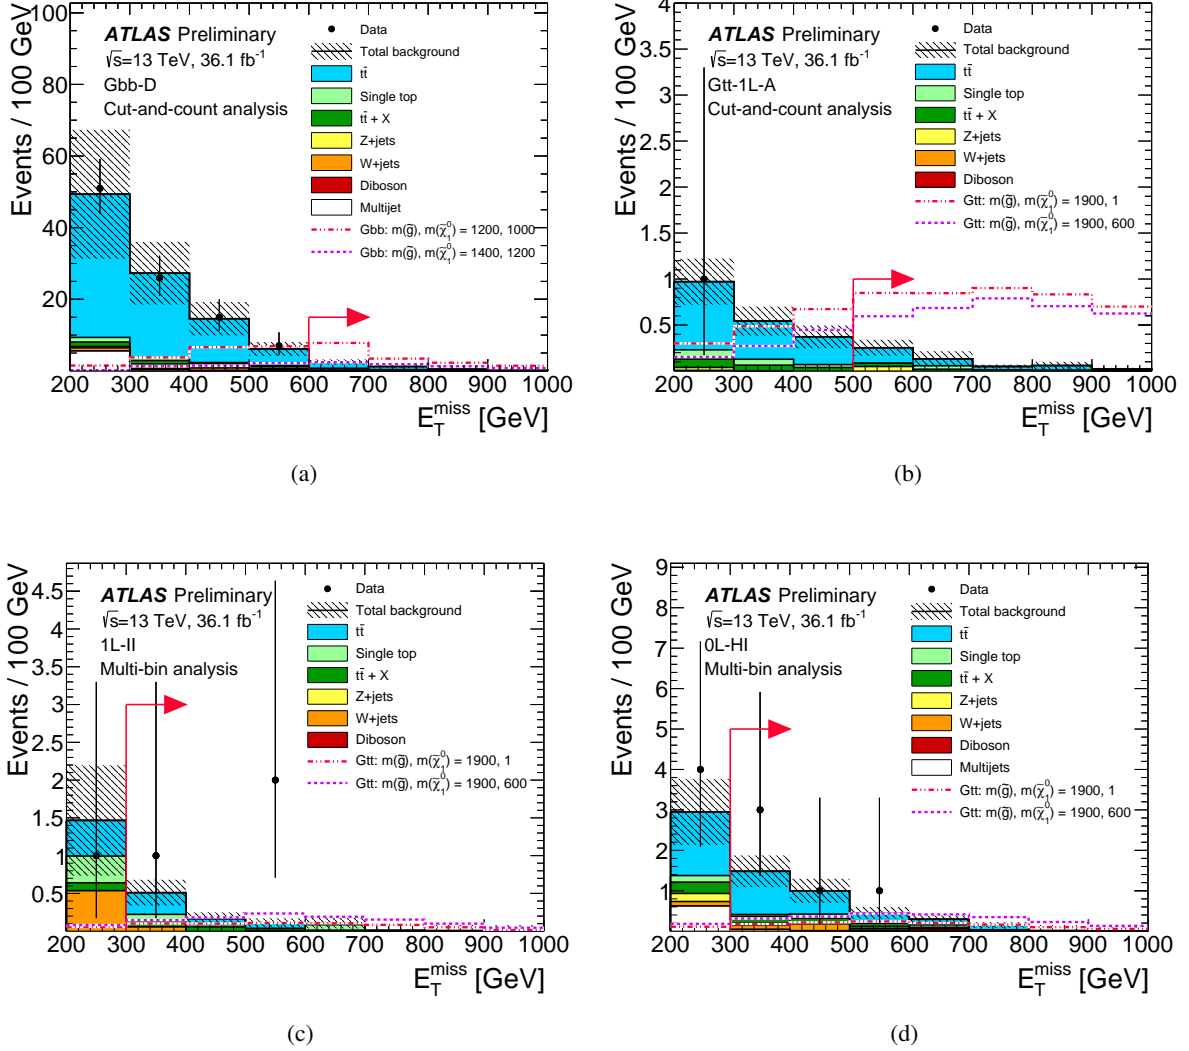 Events / 100 GeV
100
80
60
40
20
ATLAS Preliminary
√s=13 TeV, 36.1 fb⁻¹
Gbb-D
Cut-and-count analysis
Data
Total background
tt̄
Single top
tt̄ + X
Z+jets
W+jets
Diboson
Multijet
Gbb: m(g̃), m(χ̃⁰₁) = 1200, 1000
Gbb: m(g̃), m(χ̃⁰₁) = 1400, 1200
200 300 400 500 600 700 800 900 1000
E_T^miss [GeV]
(a)
Events / 100 GeV
4
3.5
3
2.5
2
1.5
1
0.5
ATLAS Preliminary
√s=13 TeV, 36.1 fb⁻¹
Gtt-1L-A
Cut-and-count analysis
Data
Total background
tt̄
Single top
tt̄ + X
Z+jets
W+jets
Diboson
Gtt: m(g̃), m(χ̃⁰₁) = 1900, 1
Gtt: m(g̃), m(χ̃⁰₁) = 1900, 600
200 300 400 500 600 700 800 900 1000
E_T^miss [GeV]
(b)
Events / 100 GeV
4.5
4
3.5
3
2.5
2
1.5
1
0.5
ATLAS Preliminary
√s=13 TeV, 36.1 fb⁻¹
1L-II
Multi-bin analysis
Data
Total background
tt̄
Single top
tt̄ + X
Z+jets
W+jets
Diboson
Gtt: m(g̃), m(χ̃⁰₁) = 1900, 1
Gtt: m(g̃), m(χ̃⁰₁) = 1900, 600
200 300 400 500 600 700 800 900 1000
E_T^miss [GeV]
(c)
Events / 100 GeV
9
8
7
6
5
4
3
2
1
ATLAS Preliminary
√s=13 TeV, 36.1 fb⁻¹
0L-HI
Multi-bin analysis
Data
Total background
tt̄
Single top
tt̄ + X
Z+jets
W+jets
Diboson
Multijets
Gtt: m(g̃), m(χ̃⁰₁) = 1900, 1
Gtt: m(g̃), m(χ̃⁰₁) = 1900, 600
200 300 400 500 600 700 800 900 1000
E_T^miss [GeV]
(d)